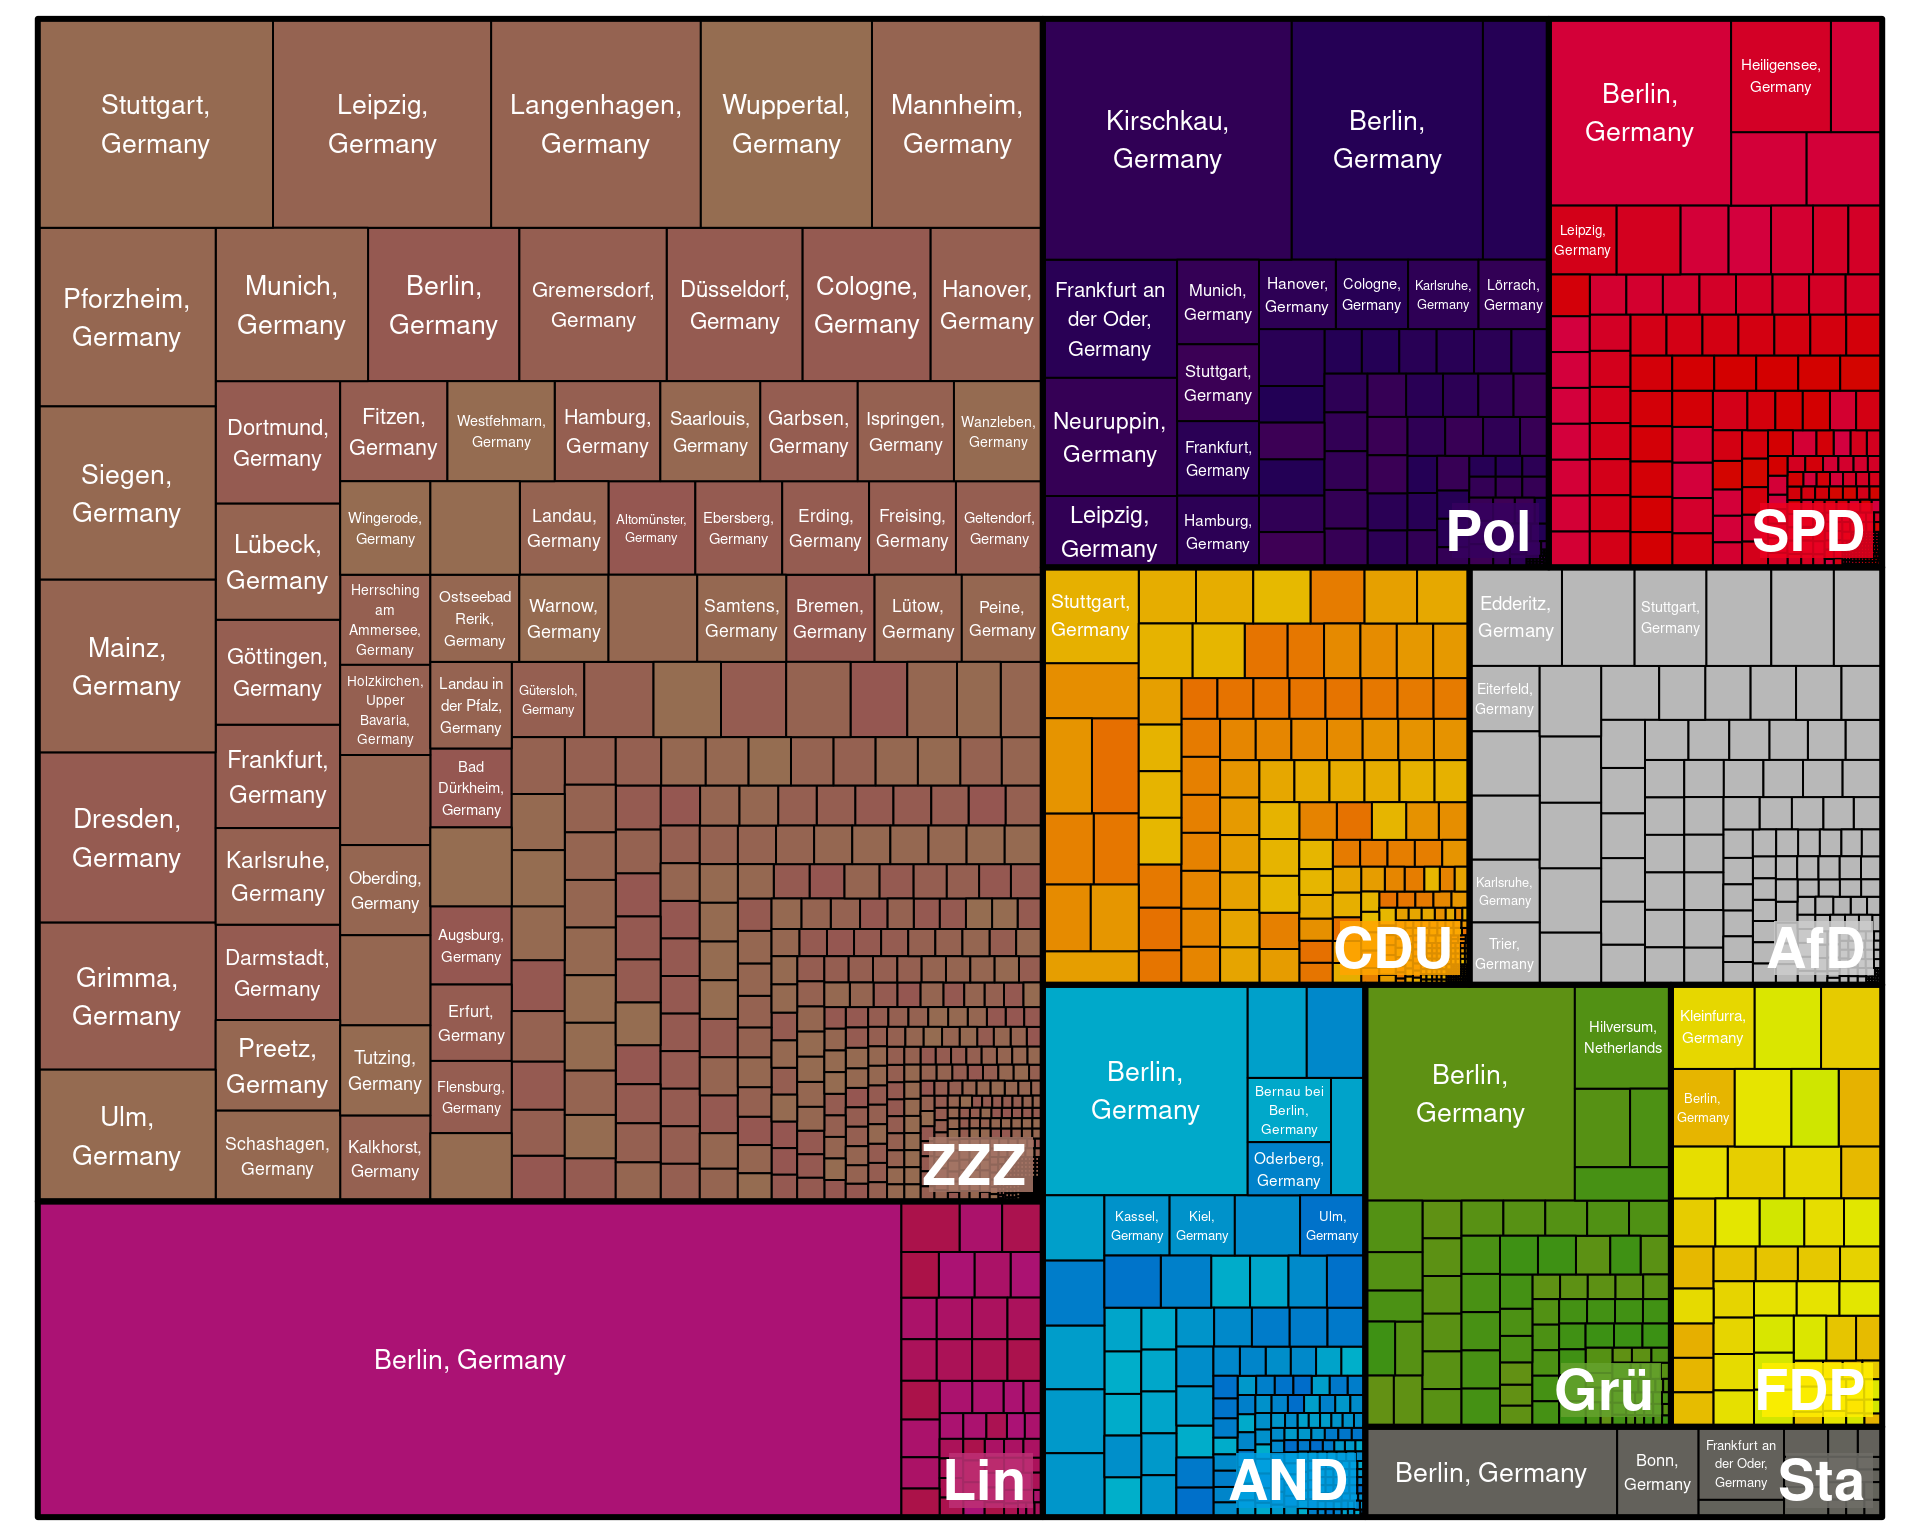 Stuttgart,
Germany
Leipzig,
Germany
Langenhagen,
Germany
Wuppertal,
Germany
Mannheim,
Germany
Pforzheim,
Germany
Siegen,
Germany
Mainz,
Germany
Dresden,
Germany
Grimma,
Germany
Ulm,
Germany
Munich,
Germany
Berlin,
Germany
Gremersdorf,
Germany
Düsseldorf,
Germany
Cologne,
Germany
Hanover,
Germany
Dortmund,
Germany
Lübeck,
Germany
Göttingen,
Germany
Frankfurt,
Germany
Karlsruhe,
Germany
Darmstadt,
Germany
Preetz,
Germany
Schashagen,
Germany
Fitzen,
Germany
Westfehmarn,
Germany
Hamburg,
Germany
Saarlouis,
Germany
Garbsen,
Germany
Ispringen,
Germany
Wanzleben,
Germany
Wingerode,
Germany
Landau,
Germany
Altomünster,
Germany
Ebersberg,
Germany
Erding,
Germany
Freising,
Germany
Geltendorf,
Germany
Herrsching
am
Ammersee,
Germany
Ostseebad
Rerik,
Germany
Warnow,
Germany
Samtens,
Germany
Bremen,
Germany
Lütow,
Germany
Peine,
Germany
Holzkirchen,
Upper
Bavaria,
Germany
Landau in
der Pfalz,
Germany
Gütersloh,
Germany
Bad
Dürkheim,
Germany
Oberding,
Germany
Augsburg,
Germany
Erfurt,
Germany
Tutzing,
Germany
Flensburg,
Germany
Kalkhorst,
Germany
ZZZ
Berlin, Germany
Lin
Kirschkau,
Germany
Berlin,
Germany
Frankfurt an
der Oder,
Germany
Neuruppin,
Germany
Leipzig,
Germany
Munich,
Germany
Stuttgart,
Germany
Frankfurt,
Germany
Hamburg,
Germany
Hanover,
Germany
Cologne,
Germany
Karlsruhe,
Germany
Lörrach,
Germany
Pol
Berlin,
Germany
Heiligensee,
Germany
Leipzig,
Germany
SPD
Stuttgart,
Germany
CDU
Edderitz,
Germany
Stuttgart,
Germany
Eiterfeld,
Germany
Karlsruhe,
Germany
Trier,
Germany
AfD
Berlin,
Germany
Bernau bei
Berlin,
Germany
Oderberg,
Germany
Kassel,
Germany
Kiel,
Germany
Ulm,
Germany
AND
Berlin,
Germany
Hilversum,
Netherlands
Grü
Kleinfurra,
Germany
Berlin,
Germany
FDP
Berlin, Germany
Bonn,
Germany
Frankfurt an
der Oder,
Germany
Sta